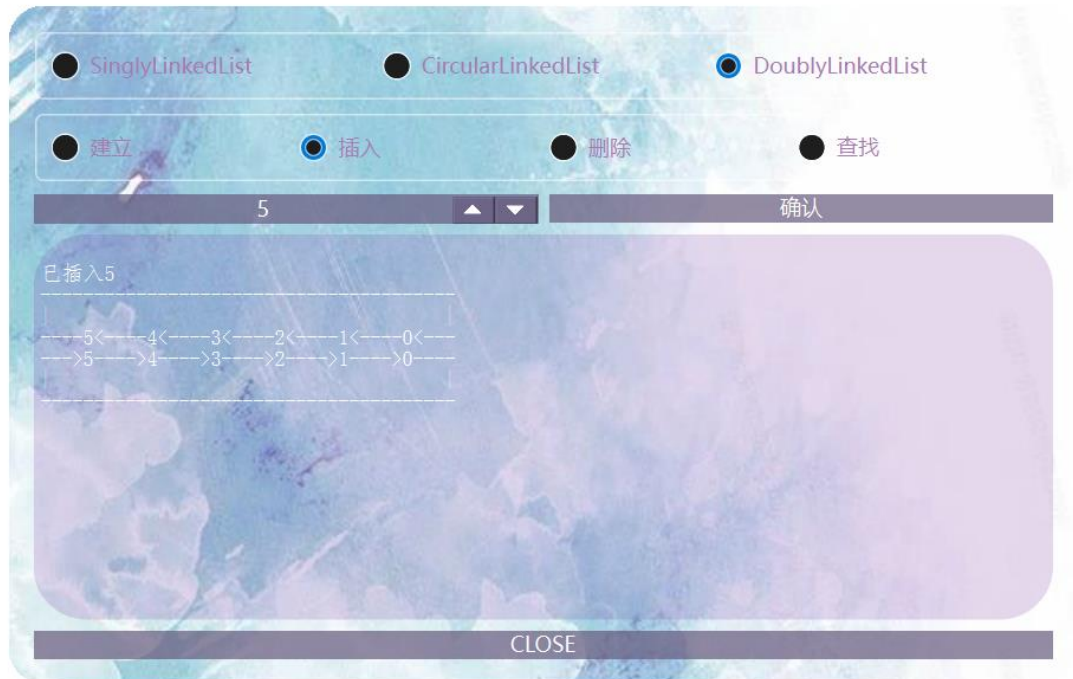 SinglyLinkedList CircularLinkedList DoublyLinkedList
建立 插入 删除 查找
5 确认
已插入5
-----------------------------------------
|                                       |
----5<----4<----3<----2<----1<----0<---
--->5---->4---->3---->2---->1---->0----
|                                       |
-----------------------------------------
CLOSE